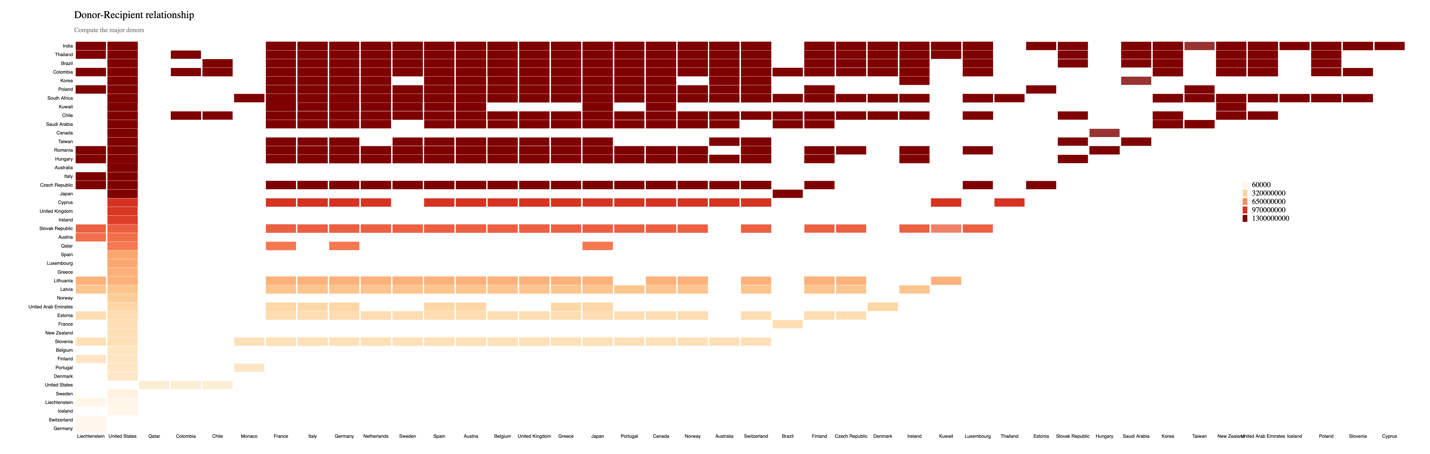 Donor-Recipient relationship
Compute the major donors
India
Thailand
Brazil
Colombia
Korea
Poland
South Africa
Kuwait
Chile
Saudi Arabia
Canada
Taiwan
Romania
Hungary
Australia
Italy
Czech Republic
Japan
Cyprus
United Kingdom
Ireland
Slovak Republic
Austria
Qatar
Spain
Luxembourg
Greece
Lithuania
Latvia
Norway
United Arab Emirates
Estonia
France
New Zealand
Slovenia
Belgium
Finland
Portugal
Denmark
United States
Sweden
Liechtenstein
Iceland
Switzerland
Germany
60000
320000000
650000000
970000000
1300000000
Liechtenstein United States Qatar Colombia Chile Monaco France Italy Germany Netherlands Sweden Spain Austria Belgium United Kingdom Greece Japan Portugal Canada Norway Australia Switzerland Brazil Finland Czech Republic Denmark Ireland Kuwait Luxembourg Thailand Estonia Slovak Republic Hungary Saudi Arabia Korea Taiwan New Zealand United Arab Emirates Iceland Poland Slovenia Cyprus